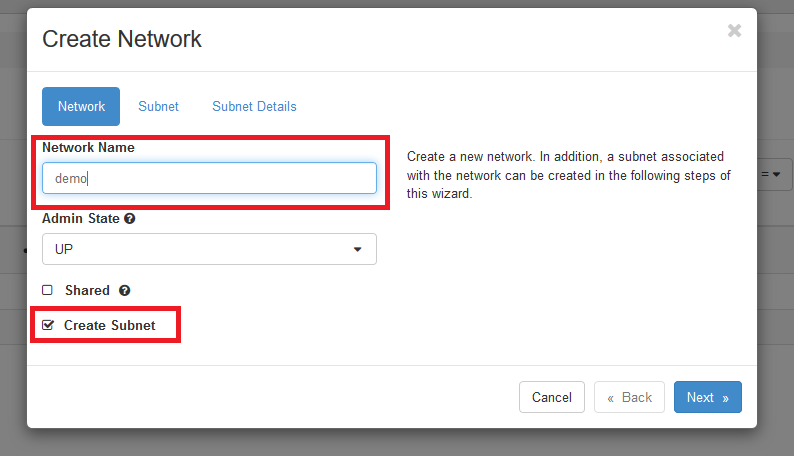 Create Network
Network Subnet Subnet Details
Network Name
demo
Create a new network. In addition, a subnet associated
with the network can be created in the following steps of
this wizard.
Admin State
UP
Shared
Create Subnet
Cancel « Back Next »
=